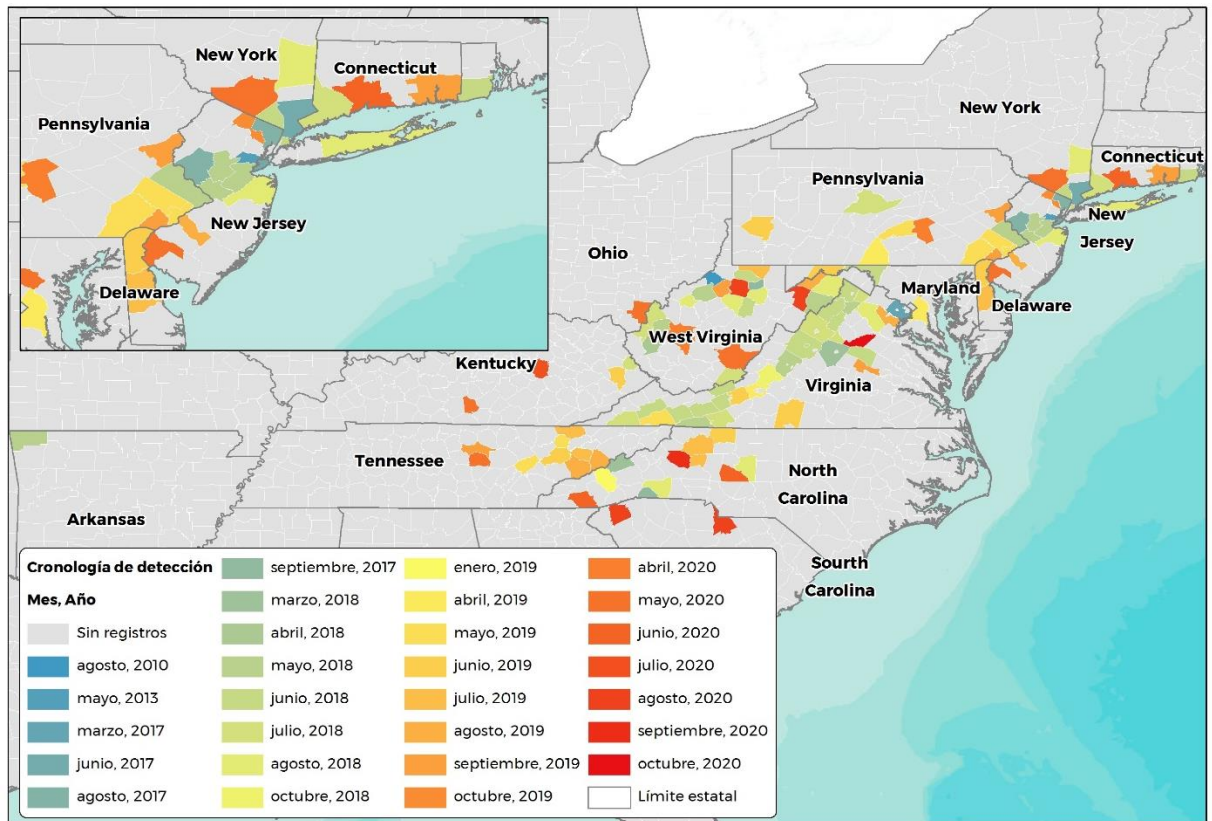 New York
Connecticut
Pennsylvania
New Jersey
Delaware
New York
Connecticut
Pennsylvania
New
Jersey
Ohio
Maryland
Delaware
West Virginia
Kentucky
Virginia
Tennessee
North
Carolina
Arkansas
Sourth
Carolina
Cronología de detección
Mes, Año
Sin registros
agosto, 2010
mayo, 2013
marzo, 2017
junio, 2017
agosto, 2017
septiembre, 2017
marzo, 2018
abril, 2018
mayo, 2018
junio, 2018
julio, 2018
agosto, 2018
octubre, 2018
enero, 2019
abril, 2019
mayo, 2019
junio, 2019
julio, 2019
agosto, 2019
septiembre, 2019
octubre, 2019
abril, 2020
mayo, 2020
junio, 2020
julio, 2020
agosto, 2020
septiembre, 2020
octubre, 2020
Límite estatal